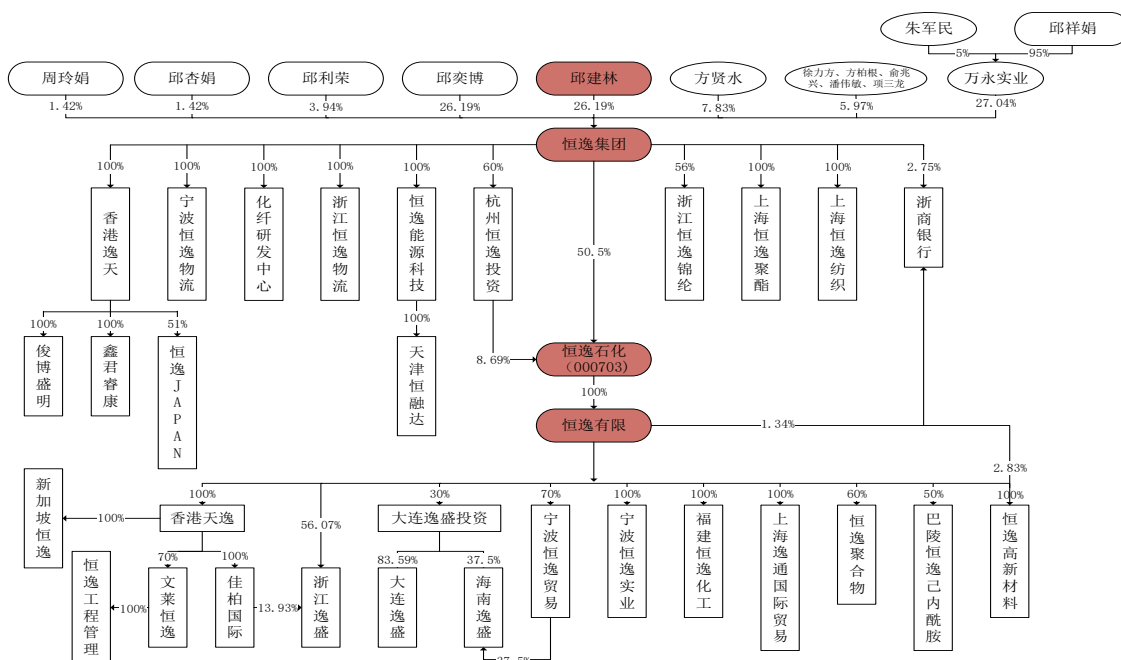 朱军民
邱祥娟
5%
95%
周玲娟
邱杏娟
邱利荣
邱奕博
邱建林
方贤水
徐力方、方柏根、俞兆
兴、潘伟敏、项三龙
万永实业
1.42%
1.42%
3.94%
26.19%
26.19%
7.83%
5.97%
27.04%
恒逸集团
100%
100%
100%
100%
100%
60%
56%
100%
100%
2.75%
香港逸天
宁波恒逸物流
化纤研发中心
浙江恒逸物流
恒逸能源科技
杭州恒逸投资
浙江恒逸锦纶
上海恒逸聚酯
上海恒逸纺织
浙商银行
50.5%
100%
100%
51%
100%
俊博盛明
鑫君睿康
恒逸JAPAN
天津恒融达
8.69%
恒逸石化
（000703）
100%
恒逸有限
1.34%
2.83%
100%
30%
70%
100%
100%
100%
60%
50%
100%
新加坡恒逸
100%
香港天逸
56.07%
大连逸盛投资
宁波恒逸贸易
宁波恒逸实业
福建恒逸化工
上海逸通国际贸易
恒逸聚合物
巴陵恒逸己内酰胺
恒逸高新材料
70%
100%
83.59%
37.5%
恒逸工程管理
100%
文莱恒逸
佳柏国际
13.93%
浙江逸盛
大连逸盛
海南逸盛
37.5%